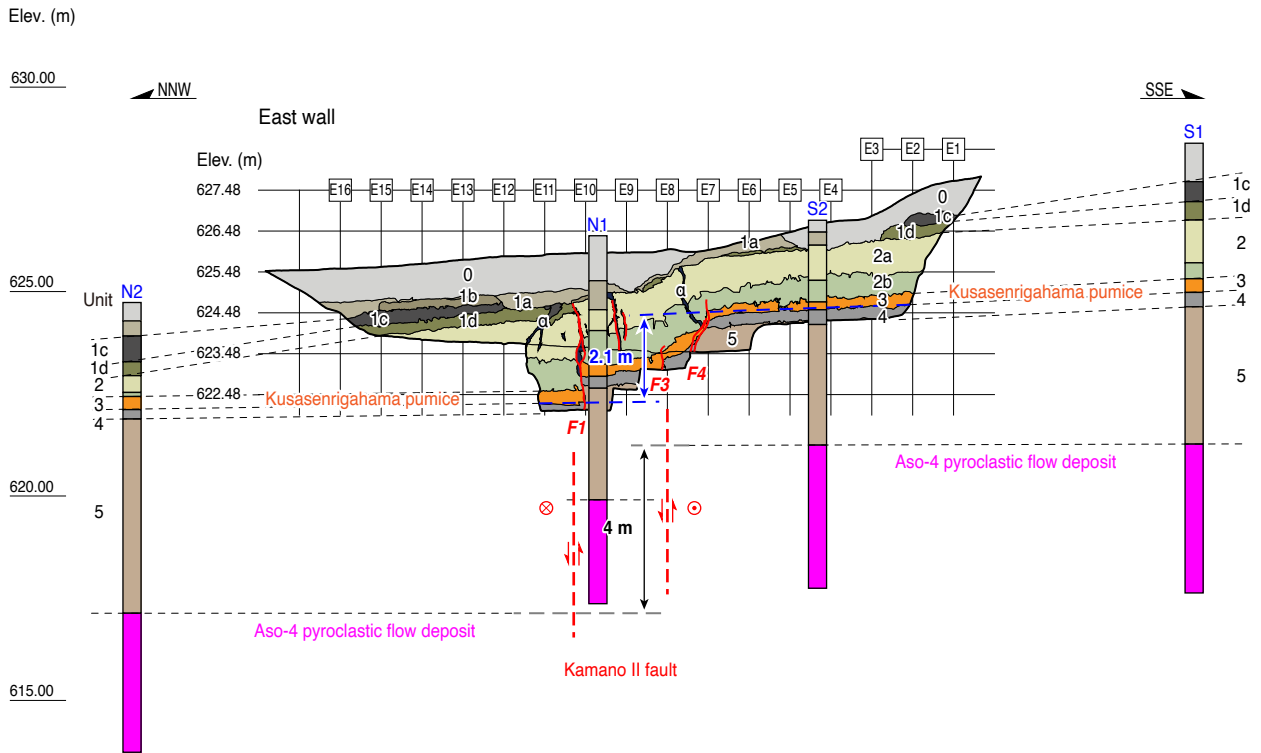 Elev. (m)
630.00
NNW
SSE
East wall
S1
Elev. (m)
E3 E2 E1
627.48 E16 E15 E14 E13 E12 E11 E10 E9 E8 E7 E6 E5 E4
0
1c
1d
S2
N1
1c
626.48
1a
1d
2a
2
625.00
625.48
0
2b
3
Kusasenrigahama pumice
3
4
Unit
N2
1b
1a
α
624.48
1c
1d
α
4
5
1c
623.48
2.1 m
1d
2
F3
F4
5
3
622.48
Kusasenrigahama pumice
4
F1
Aso-4 pyroclastic flow deposit
620.00
5
4 m
Aso-4 pyroclastic flow deposit
Kamano II fault
615.00